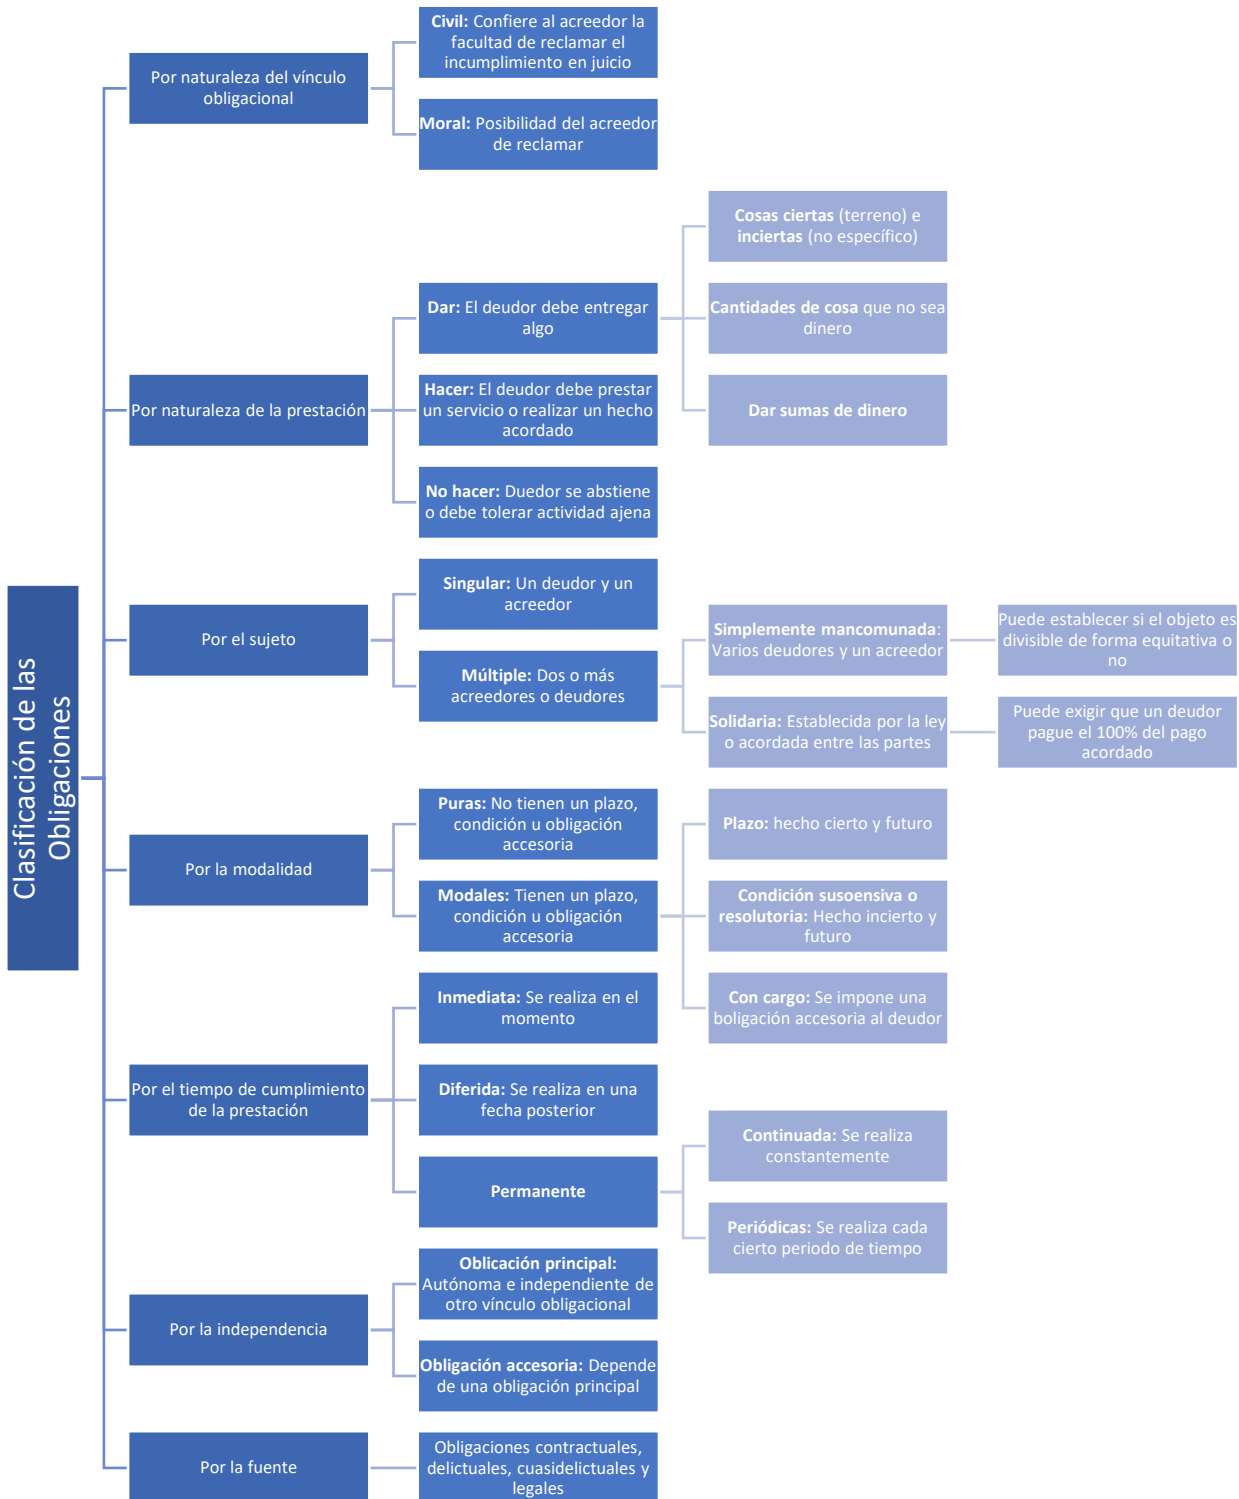 Clasificación de las
Obligaciones
Por naturaleza del vínculo
obligacional
Civil: Confiere al acreedor la
facultad de reclamar el
incumplimiento en juicio
Moral: Posibilidad del acreedor
de reclamar
Por naturaleza de la prestación
Dar: El deudor debe entregar
algo
Cosas ciertas (terreno) e
inciertas (no específico)
Cantidades de cosa que no sea
dinero
Dar sumas de dinero
Hacer: El deudor debe prestar
un servicio o realizar un hecho
acordado
No hacer: Duedor se abstiene
o debe tolerar actividad ajena
Por el sujeto
Singular: Un deudor y un
acreedor
Múltiple: Dos o más
acreedores o deudores
Simplemente mancomunada:
Varios deudores y un acreedor
Puede establecer si el objeto es
divisible de forma equitativa o
no
Solidaria: Establecida por la ley
o acordada entre las partes
Puede exigir que un deudor
pague el 100% del pago
acordado
Por la modalidad
Puras: No tienen un plazo,
condición u obligación
accesoria
Modales: Tienen un plazo,
condición u obligación
accesoria
Plazo: hecho cierto y futuro
Condición susoensiva o
resolutoria: Hecho incierto y
futuro
Con cargo: Se impone una
boligación accesoria al deudor
Por el tiempo de cumplimiento
de la prestación
Inmediata: Se realiza en el
momento
Diferida: Se realiza en una
fecha posterior
Permanente
Continuada: Se realiza
constantemente
Periódicas: Se realiza cada
cierto periodo de tiempo
Por la independencia
Oblicación principal:
Autónoma e independiente de
otro vínculo obligacional
Obligación accesoria: Depende
de una obligación principal
Por la fuente
Obligaciones contractuales,
delictuales, cuasidelictuales y
legales